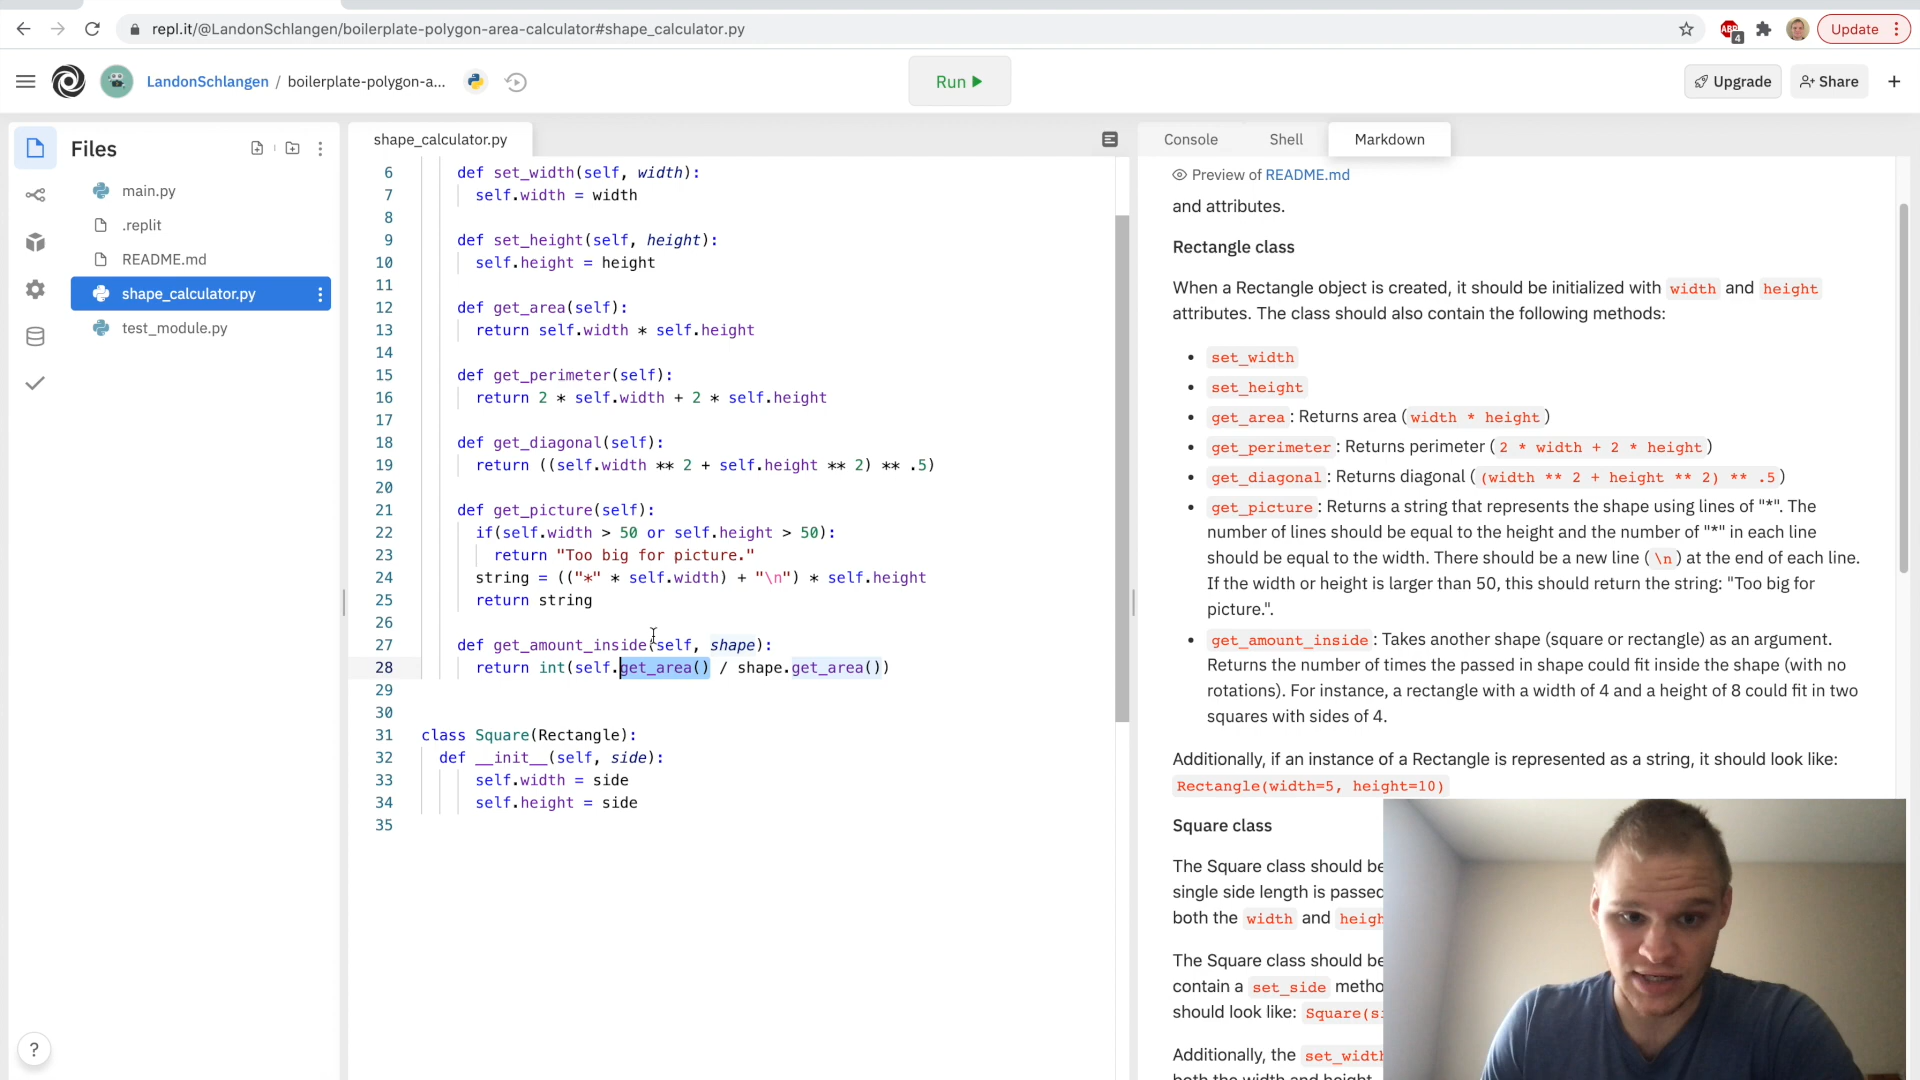 repl.it/@LandonSchlangen/boilerplate-polygon-area-calculator#shape_calculator.py
ABP
4
Update
LandonSchlangen / boilerplate-polygon-a...
Run
Upgrade
Share
+
Files
main.py
.replit
README.md
shape_calculator.py
test_module.py
?
shape_calculator.py
6 def set_width(self, width):
7 self.width = width
8
9 def set_height(self, height):
10 self.height = height
11
12 def get_area(self):
13 return self.width * self.height
14
15 def get_perimeter(self):
16 return 2 * self.width + 2 * self.height
17
18 def get_diagonal(self):
19 return ((self.width ** 2 + self.height ** 2) ** .5)
20
21 def get_picture(self):
22 if(self.width > 50 or self.height > 50):
23 return "Too big for picture."
24 string = (("*" * self.width) + "\n") * self.height
25 return string
26
27 def get_amount_inside(self, shape):
28 return int(self.get_area() / shape.get_area())
29
30
31 class Square(Rectangle):
32 def __init__(self, side):
33 self.width = side
34 self.height = side
35
Console Shell Markdown
Preview of README.md
and attributes.
Rectangle class
When a Rectangle object is created, it should be initialized with width and height
attributes. The class should also contain the following methods:
• set_width
• set_height
• get_area : Returns area ( width * height )
• get_perimeter : Returns perimeter ( 2 * width + 2 * height )
• get_diagonal : Returns diagonal ( (width ** 2 + height ** 2) ** .5 )
• get_picture : Returns a string that represents the shape using lines of "*". The
number of lines should be equal to the height and the number of "*" in each line
should be equal to the width. There should be a new line ( \n ) at the end of each line.
If the width or height is larger than 50, this should return the string: "Too big for
picture.".
• get_amount_inside : Takes another shape (square or rectangle) as an argument.
Returns the number of times the passed in shape could fit inside the shape (with no
rotations). For instance, a rectangle with a width of 4 and a height of 8 could fit in two
squares with sides of 4.
Additionally, if an instance of a Rectangle is represented as a string, it should look like:
Rectangle(width=5, height=10)
Square class
The Square class should be
single side length is passed
both the width and heigh
The Square class should be
contain a set_side metho
should look like: Square(si
Additionally, the set_width
both the width and height